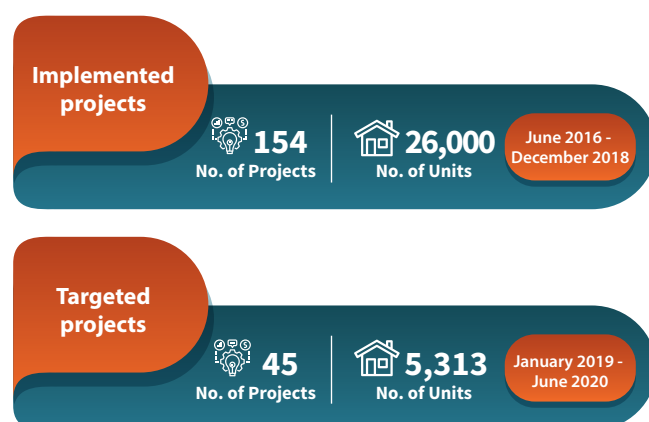 Implemented
projects
154
No. of Projects
26,000
No. of Units
June 2016 -
December 2018
Targeted
projects
45
No. of Projects
5,313
No. of Units
January 2019 -
June 2020